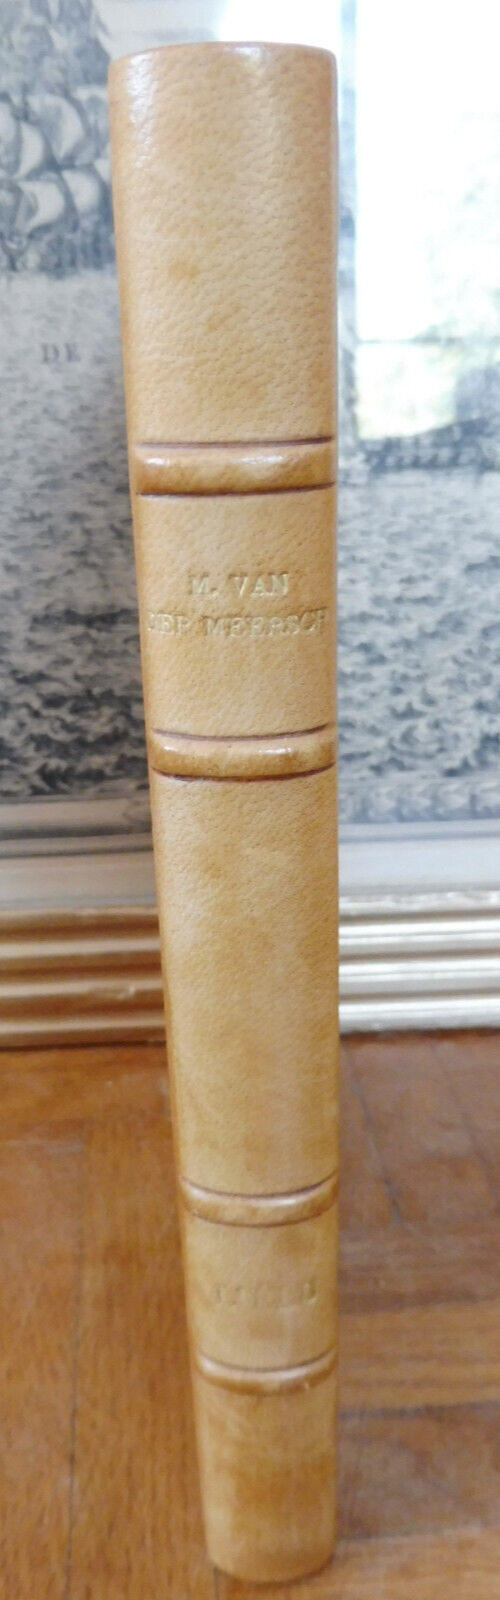 M. VAN
DER MEERSCH
DE